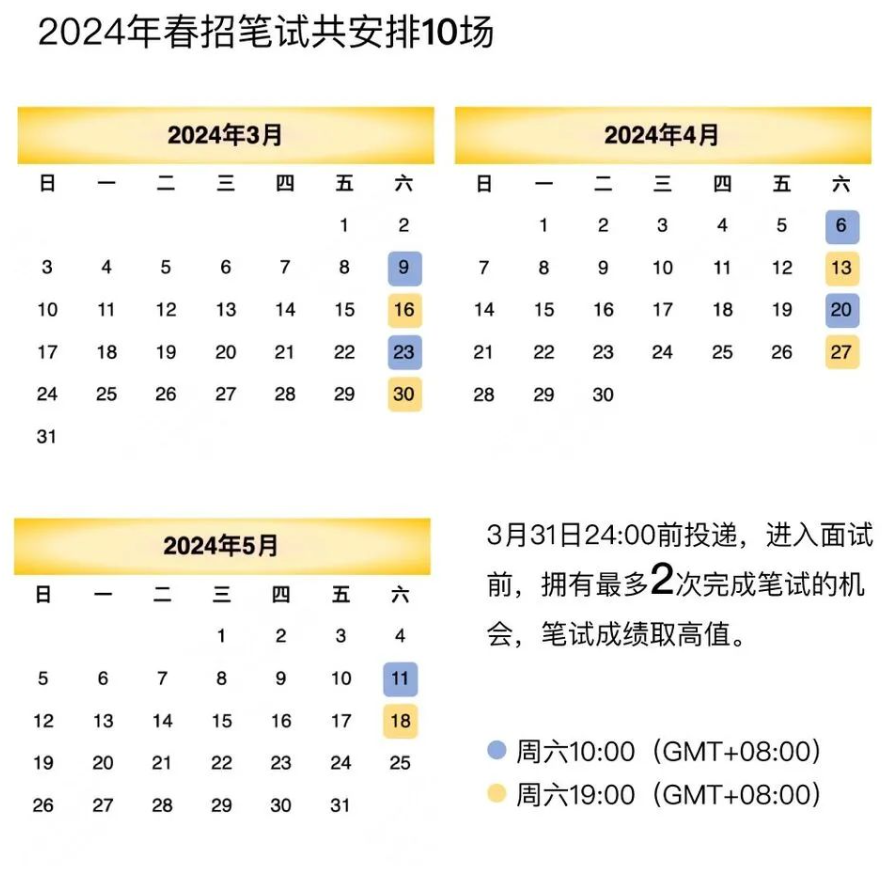 2024年春招笔试共安排10场
2024年3月
日 一 二 三 四 五 六
1 2
3 4 5 6 7 8 9
10 11 12 13 14 15 16
17 18 19 20 21 22 23
24 25 26 27 28 29 30
31
2024年4月
日 一 二 三 四 五 六
1 2 3 4 5 6
7 8 9 10 11 12 13
14 15 16 17 18 19 20
21 22 23 24 25 26 27
28 29 30
2024年5月
日 一 二 三 四 五 六
1 2 3 4
5 6 7 8 9 10 11
12 13 14 15 16 17 18
19 20 21 22 23 24 25
26 27 28 29 30 31
3月31日24:00前投递，进入面试
前，拥有最多2次完成笔试的机
会，笔试成绩取高值。
周六10:00（GMT+08:00）
周六19:00（GMT+08:00）